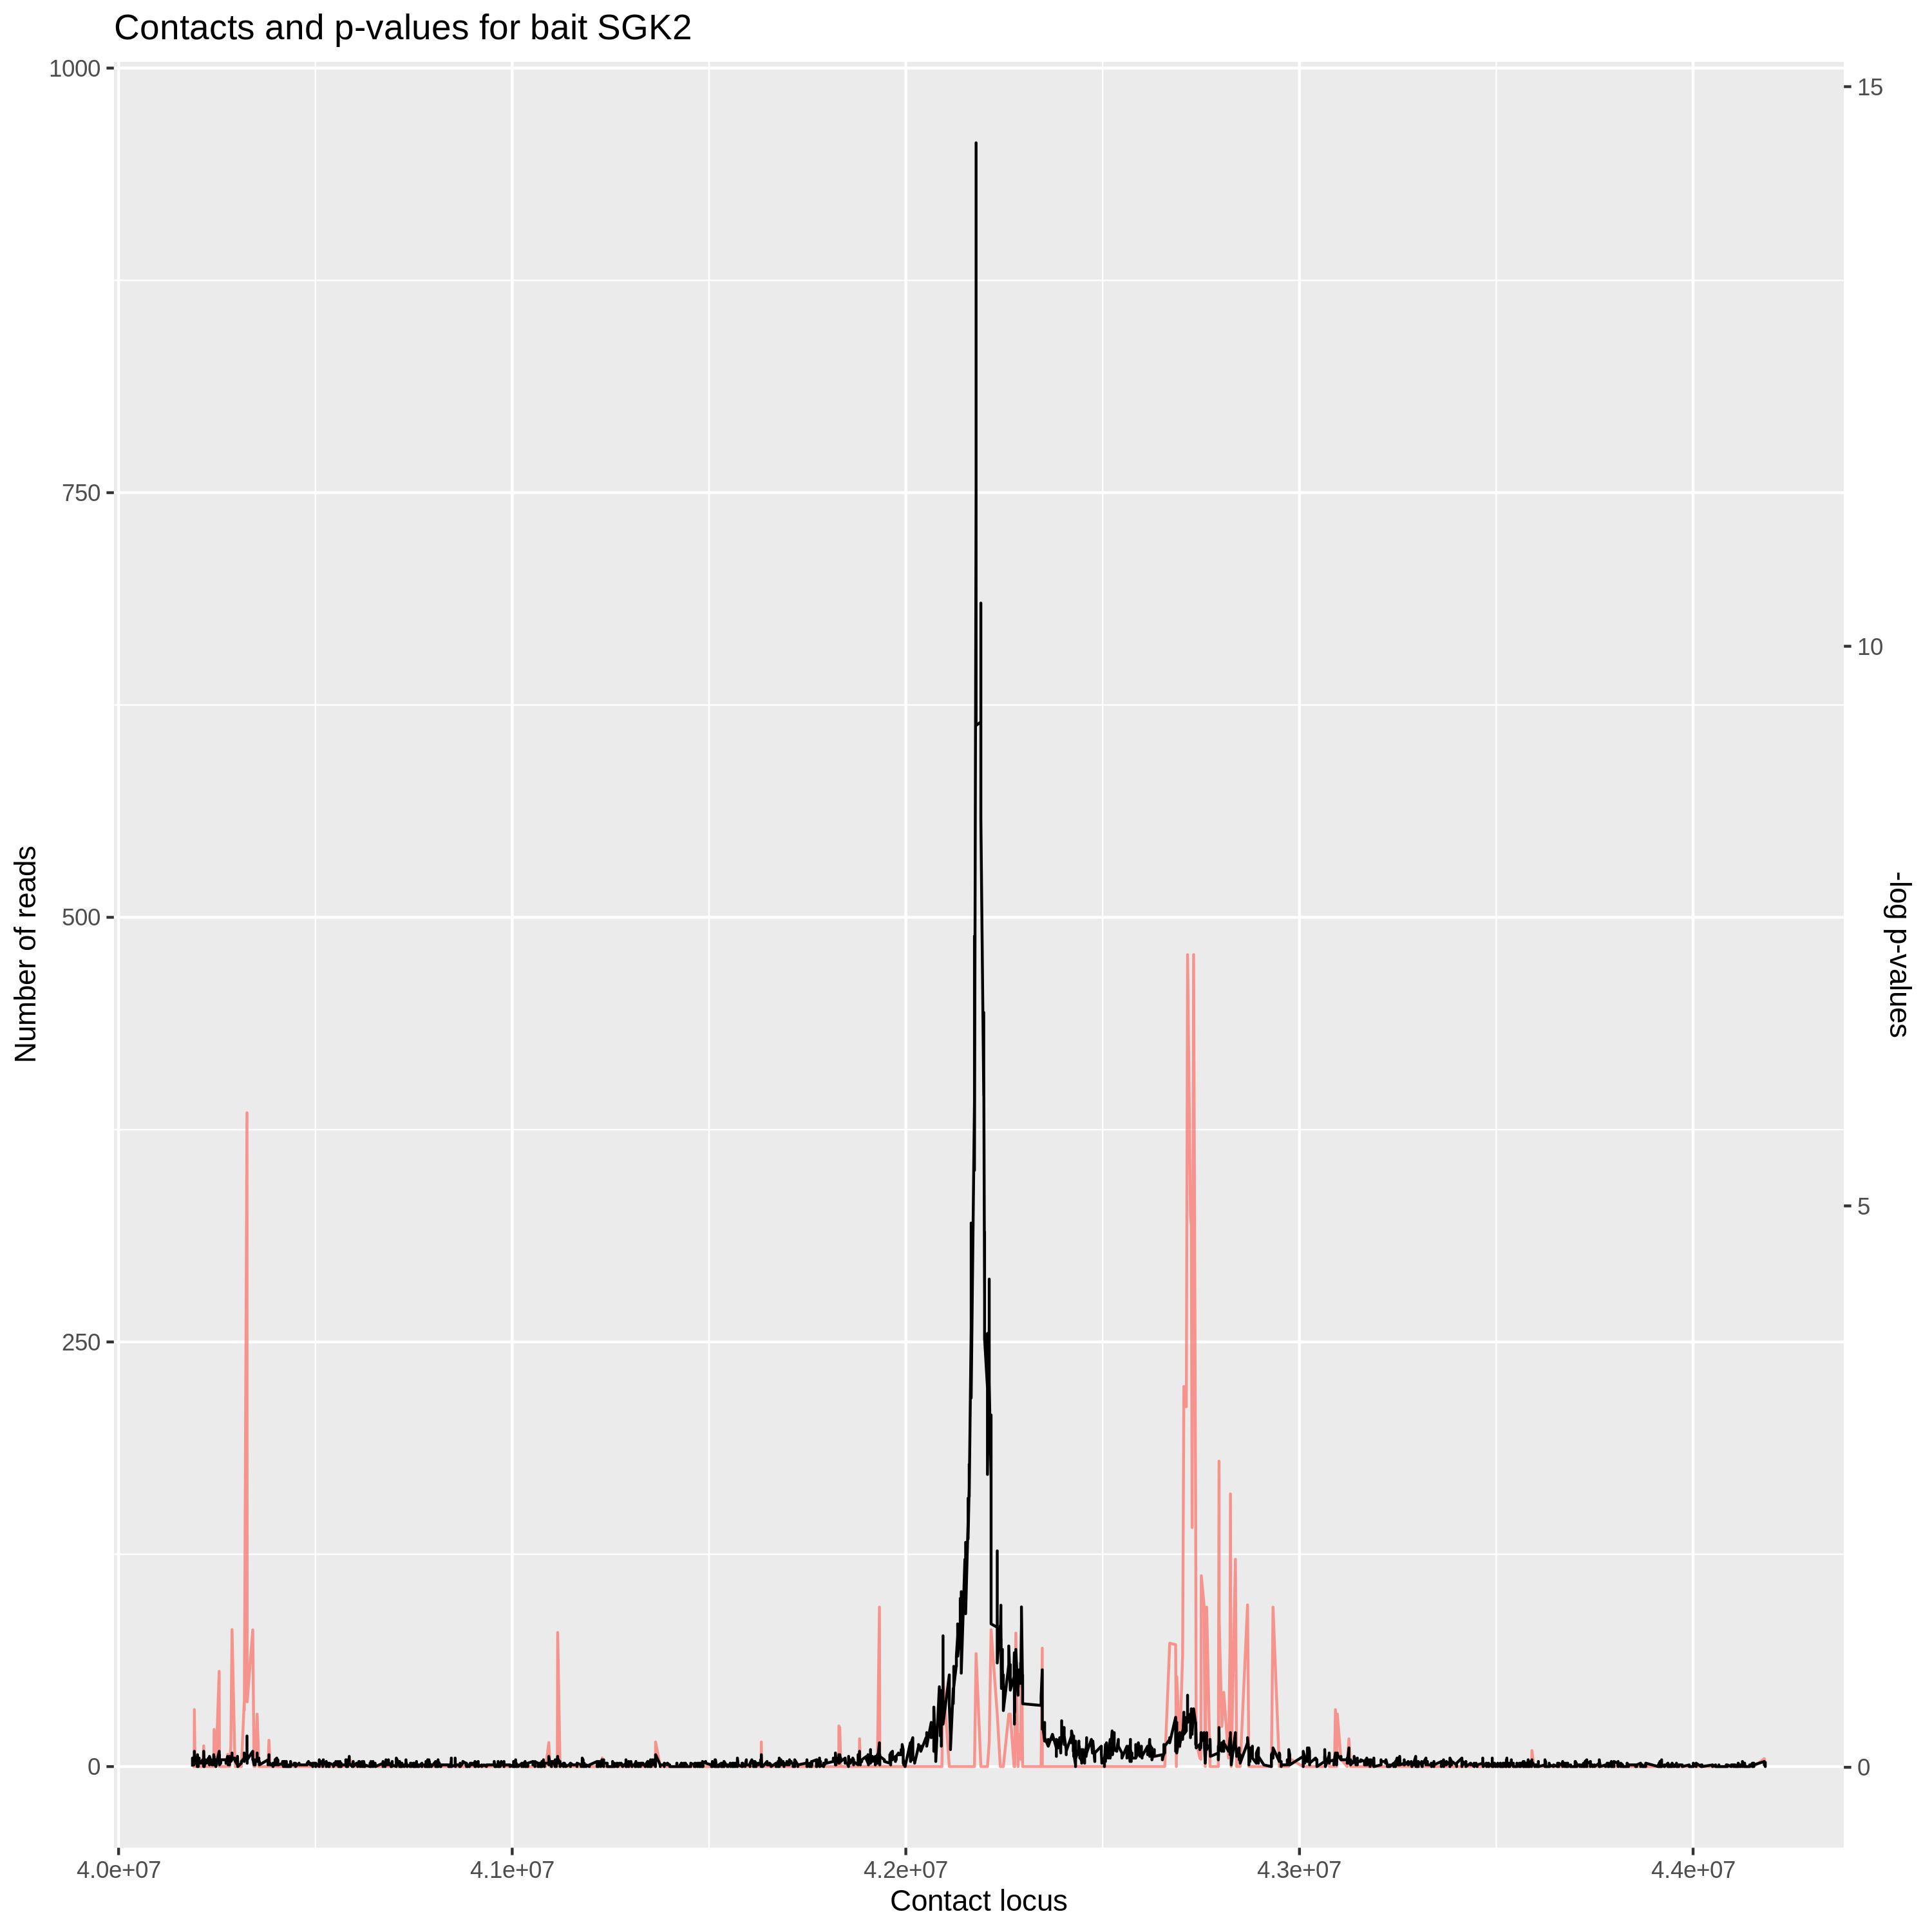 Contacts and p-values for bait SGK2
1000
750
500
250
0
Number of reads
15
10
5
0
-log p-values
4.0e+07
4.1e+07
4.2e+07
4.3e+07
4.4e+07
Contact locus